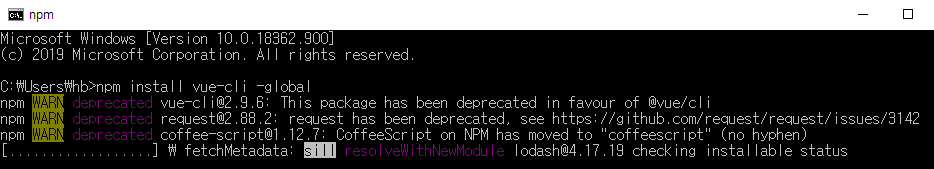 npm
Microsoft Windows [Version 10.0.18362.900]
(c) 2019 Microsoft Corporation. All rights reserved.
C:₩Users₩hb>npm install vue-cli -global
npm WARN deprecated vue-cli@2.9.6: This package has been deprecated in favour of @vue/cli
npm WARN deprecated request@2.88.2: request has been deprecated, see https://github.com/request/request/issues/3142
npm WARN deprecated coffee-script@1.12.7: CoffeeScript on NPM has moved to "coffeescript" (no hyphen)
[..................] ₩ fetchMetadata: sill resolveWithNewModule lodash@4.17.19 checking installable status